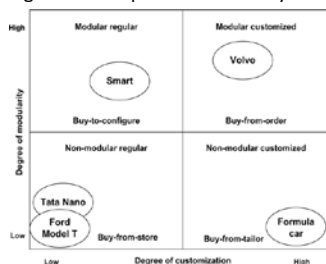 High
Modular regular
Modular customized
Volvo
Smart
Buy-to-configure
Buy-from-order
Degree of modularity
Non-modular regular
Non-modular customized
Tata Nano
Ford
Model T
Formula
car
Buy-from-store
Buy-from-tailor
Low
Low
Degree of customization
High